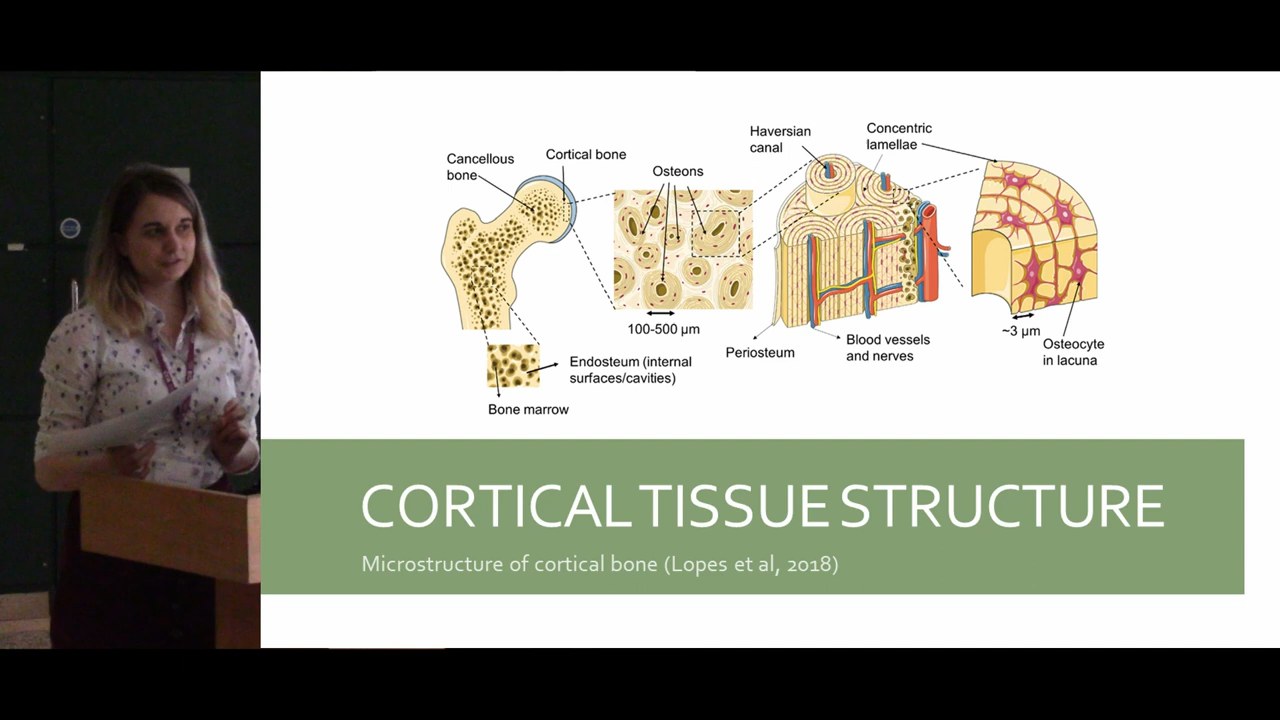 Haversian
canal
Concentric
lamellae
Cancellous
bone
Cortical bone
Osteons
100-500 µm
Periosteum
Blood vessels
and nerves
~3 µm
Osteocyte
in lacuna
Endosteum (internal
surfaces/cavities)
Bone marrow
CORTICAL TISSUE STRUCTURE
Microstructure of cortical bone (Lopes et al, 2018)